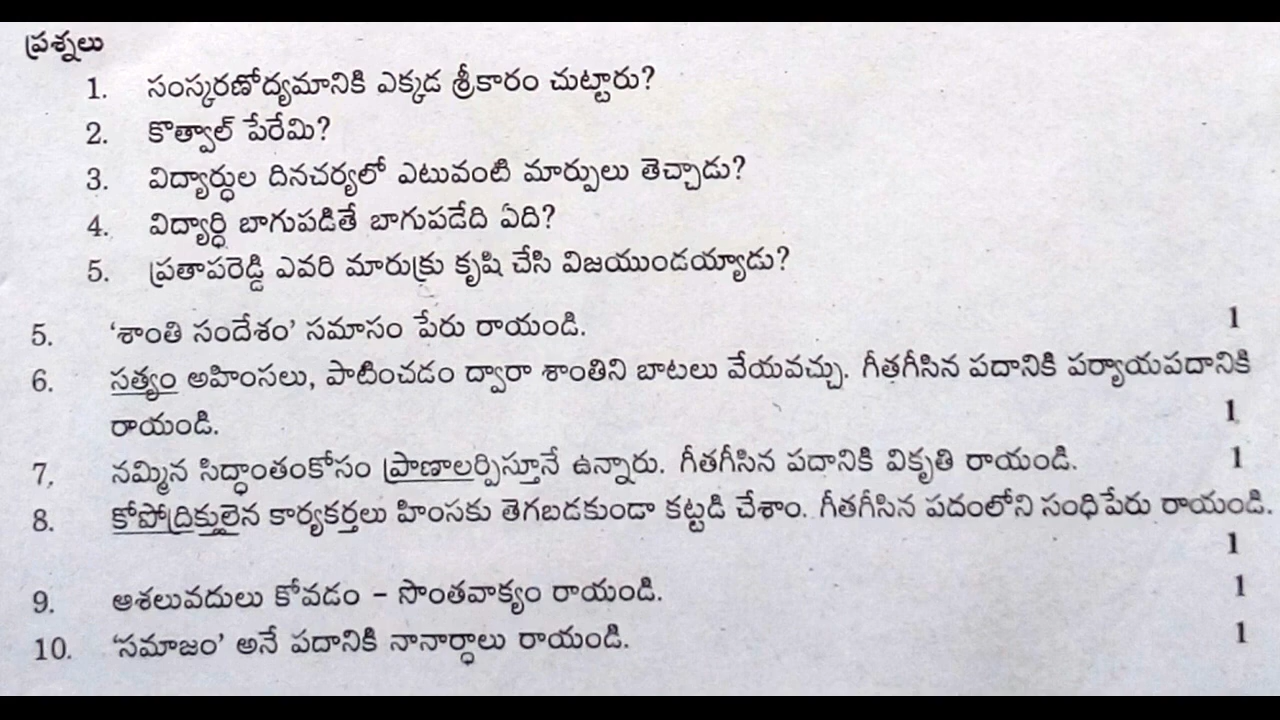 ప్రశ్నలు
1. సంస్కరణోద్యమానికి ఎక్కడ శ్రీకారం చుట్టారు?
2. కొత్వాల్ పేరేమి?
3. విద్యార్థుల దినచర్యలో ఎటువంటి మార్పులు తెచ్చాడు?
4. విద్యార్థి బాగుపడితే బాగుపడేది ఏది?
5. ప్రతాపరెడ్డి ఎవరి మారుక్రు కృషి చేసి విజయుండయ్యాడు?
5. ‘శాంతి సందేశం’ సమాసం పేరు రాయండి. 1
6. సత్యం అహింసలు, పాటించడం ద్వారా శాంతిని బాటలు వేయవచ్చు. గీతగీసిన పదానికి పర్యాయపదానికి
రాయండి. 1
7. నమ్మిన సిద్ధాంతంకోసం ప్రాణాలర్పిస్తూనే ఉన్నారు. గీతగీసిన పదానికి వికృతి రాయండి. 1
8. కోపోద్రిక్తులైన కార్యకర్తలు హింసకు తెగబడకుండా కట్టడి చేశాం. గీతగీసిన పదంలోని సంధిపేరు రాయండి.
1
9. ఆశలువదులు కోవడం – సొంతవాక్యం రాయండి. 1
10. ‘సమాజం’ అనే పదానికి నానార్థాలు రాయండి. 1